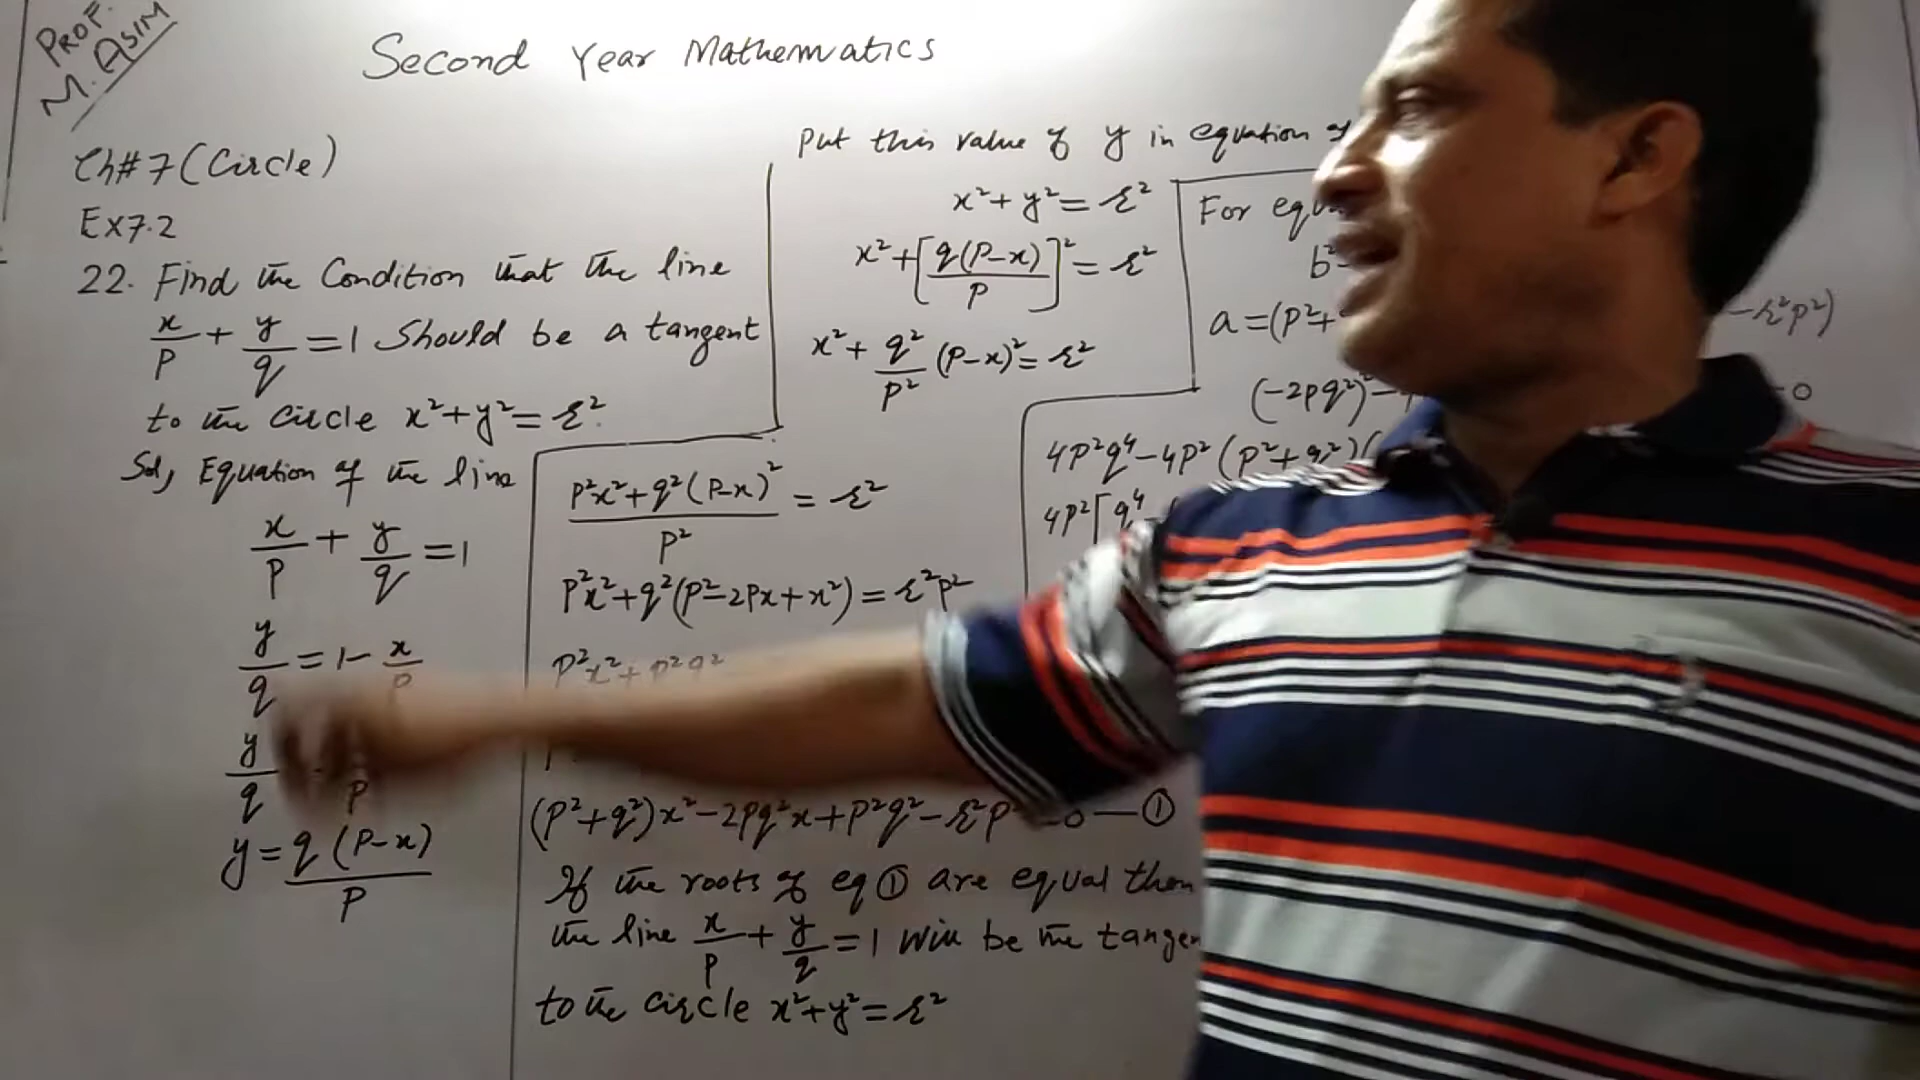 PROF.
M. ASIM
Second Year Mathematics
Ch# 7 (Circle)
Ex 7.2
22. Find the Condition that the line
x/p + y/q = 1 Should be a tangent
to the circle x²+y²=r².
Sol, Equation of the line
x/p + y/q = 1
y/q = 1 - x/p
y/q
p
y = q(p-x)/p
Put this value of y in equation of
x²+y²=r²
x²+[q(p-x)/p]²=r²
x²+q²/p²(p-x)²=r²
(p²x²+q²(p-x)²)/p² = r²
p²x²+q²(p²-2px+x²)=r²p²
p²x²+p²q²
(p²+q²)x²-2pq²x+p²q²-r²p²=0—①
If the roots of eq ① are equal then
the line x/p + y/q = 1 will be the
to the circle x²+y²=r²
For
b²
a=(p²+
-r²p²)
(-2pq²)²-
=0
4p²q⁴-4p²(p²+q²)(
4p²[q⁴